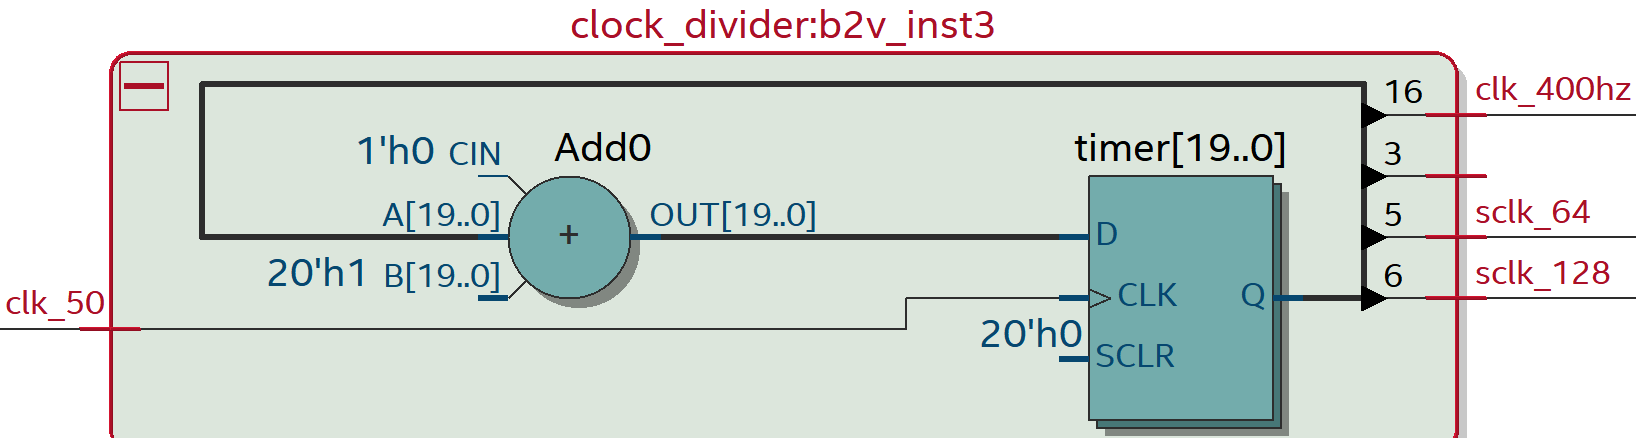 clock_divider:b2v_inst3
16 clk_400hz
1'h0 CIN Add0 timer[19..0] 3
A[19..0] OUT[19..0] 5 sclk_64
+ D
20'h1 B[19..0] 6 sclk_128
clk_50 CLK Q
20'h0
SCLR